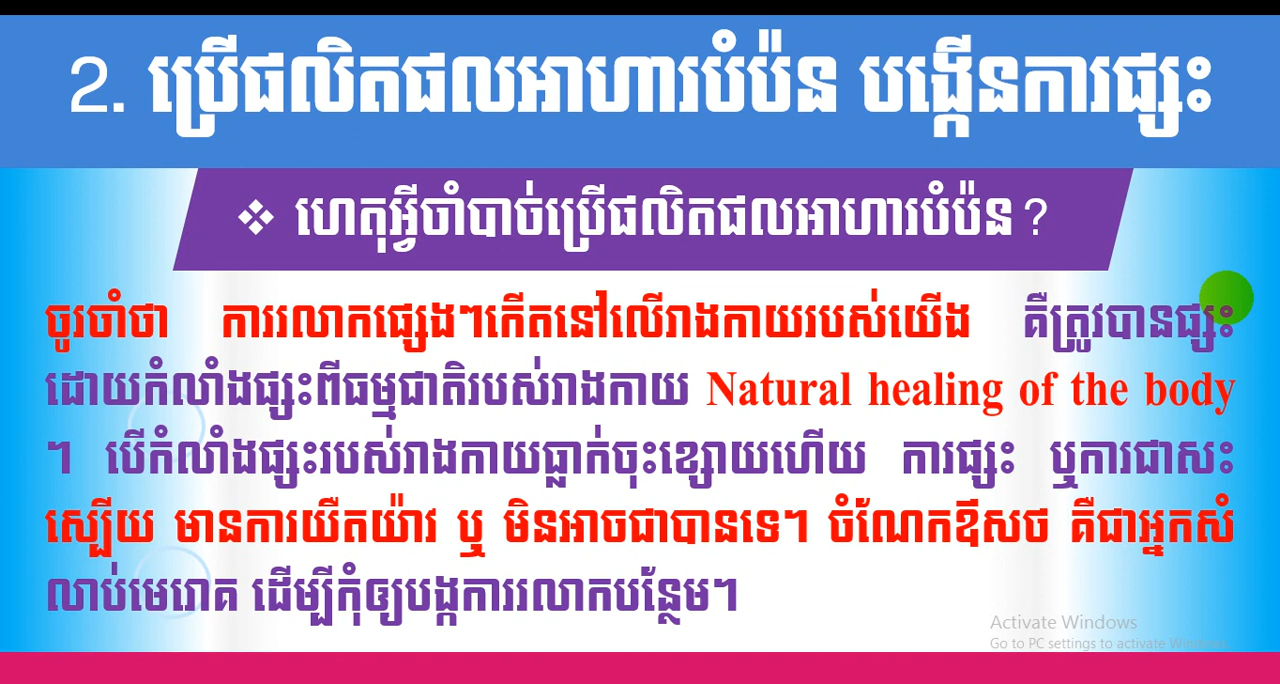 2. ប្រើផលិតផលអាហារបំប៉ន បង្កើនការផ្សះ
❖ ហេតុអ្វីចាំបាច់ប្រើផលិតផលអាហារបំប៉ន?
ចូរចាំថា ការរលាកផ្សេងៗកើតនៅលើរាងកាយរបស់យើង គឺត្រូវបានផ្សះ
ដោយកំលាំងផ្សះពីធម្មជាតិរបស់រាងកាយ Natural healing of the body
។ បើកំលាំងផ្សះរបស់រាងកាយធ្លាក់ចុះខ្សោយហើយ ការផ្សះ ឬការជាសះ
ស្បើយ មានការយឺតយ៉ាវ ឬ មិនអាចជាបានទេ។ ចំណែកឱសថ គឺជាអ្នកសំ
លាប់មេរោគ ដើម្បីកុំឲ្យបង្កការរលាកបន្ថែម។
Activate Windows
Go to PC settings to activate Windows.